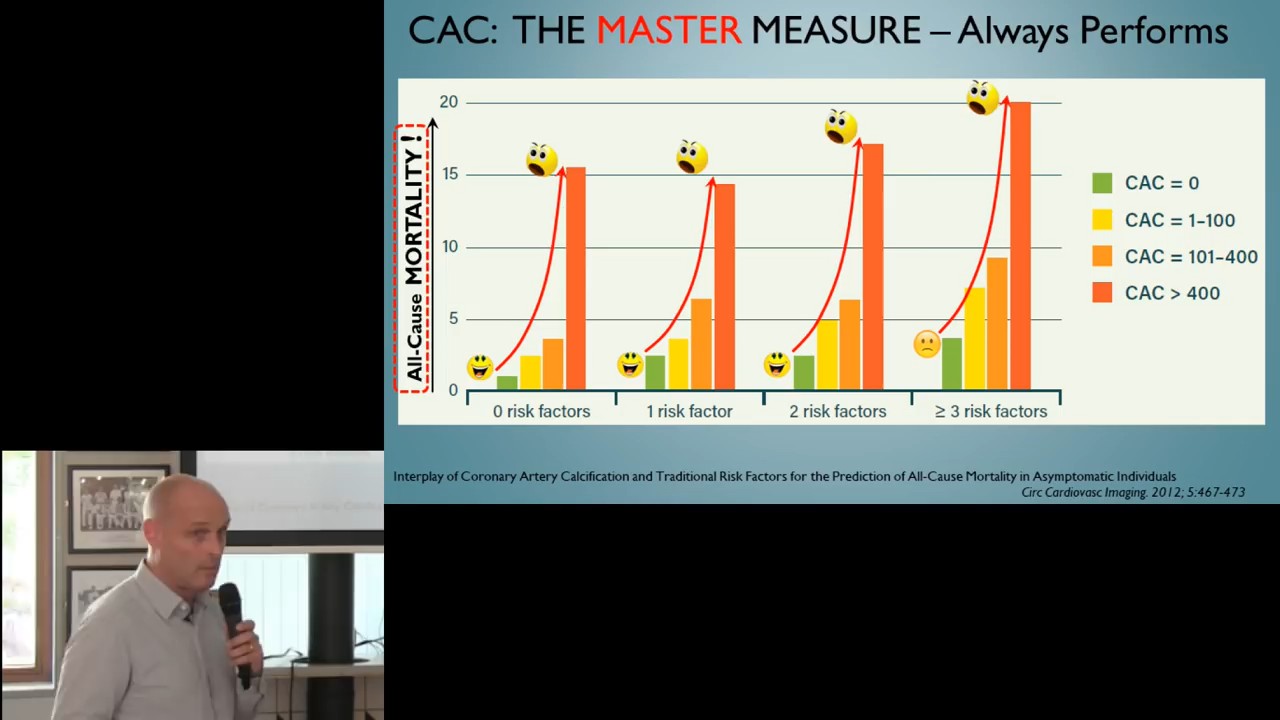 CAC: THE MASTER MEASURE – Always Performs
All-Cause MORTALITY!
20
15
10
5
0
0 risk factors
1 risk factor
2 risk factors
≥ 3 risk factors
CAC = 0
CAC = 1–100
CAC = 101–400
CAC > 400
Interplay of Coronary Artery Calcification and Traditional Risk Factors for the Prediction of All-Cause Mortality in Asymptomatic Individuals
Circ Cardiovasc Imaging. 2012; 5:467-473